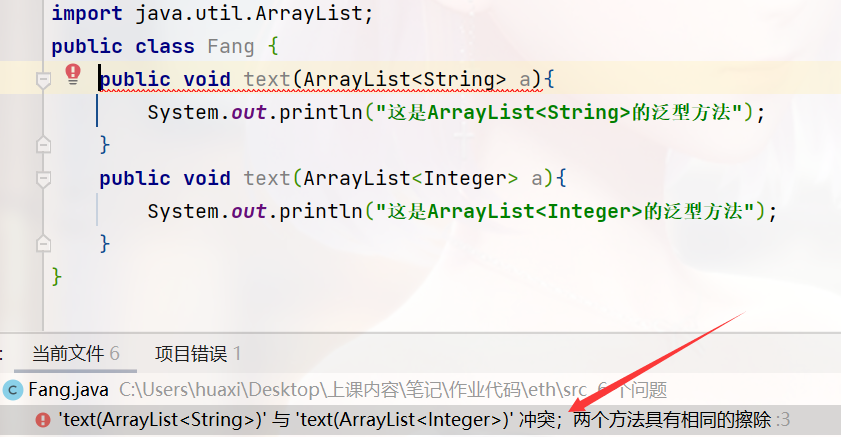 import java.util.ArrayList;
public class Fang {
public void text(ArrayList<String> a){
System.out.println("这是ArrayList<String>的泛型方法");
}
public void text(ArrayList<Integer> a){
System.out.println("这是ArrayList<Integer>的泛型方法");
}
}
: 当前文件 6 项目错误 1
Fang.java C:\Users\huaxi\Desktop\上课内容\笔记\作业代码\eth\src 6 个问题
'text(ArrayList<String>)' 与 'text(ArrayList<Integer>)' 冲突；两个方法具有相同的擦除 :3